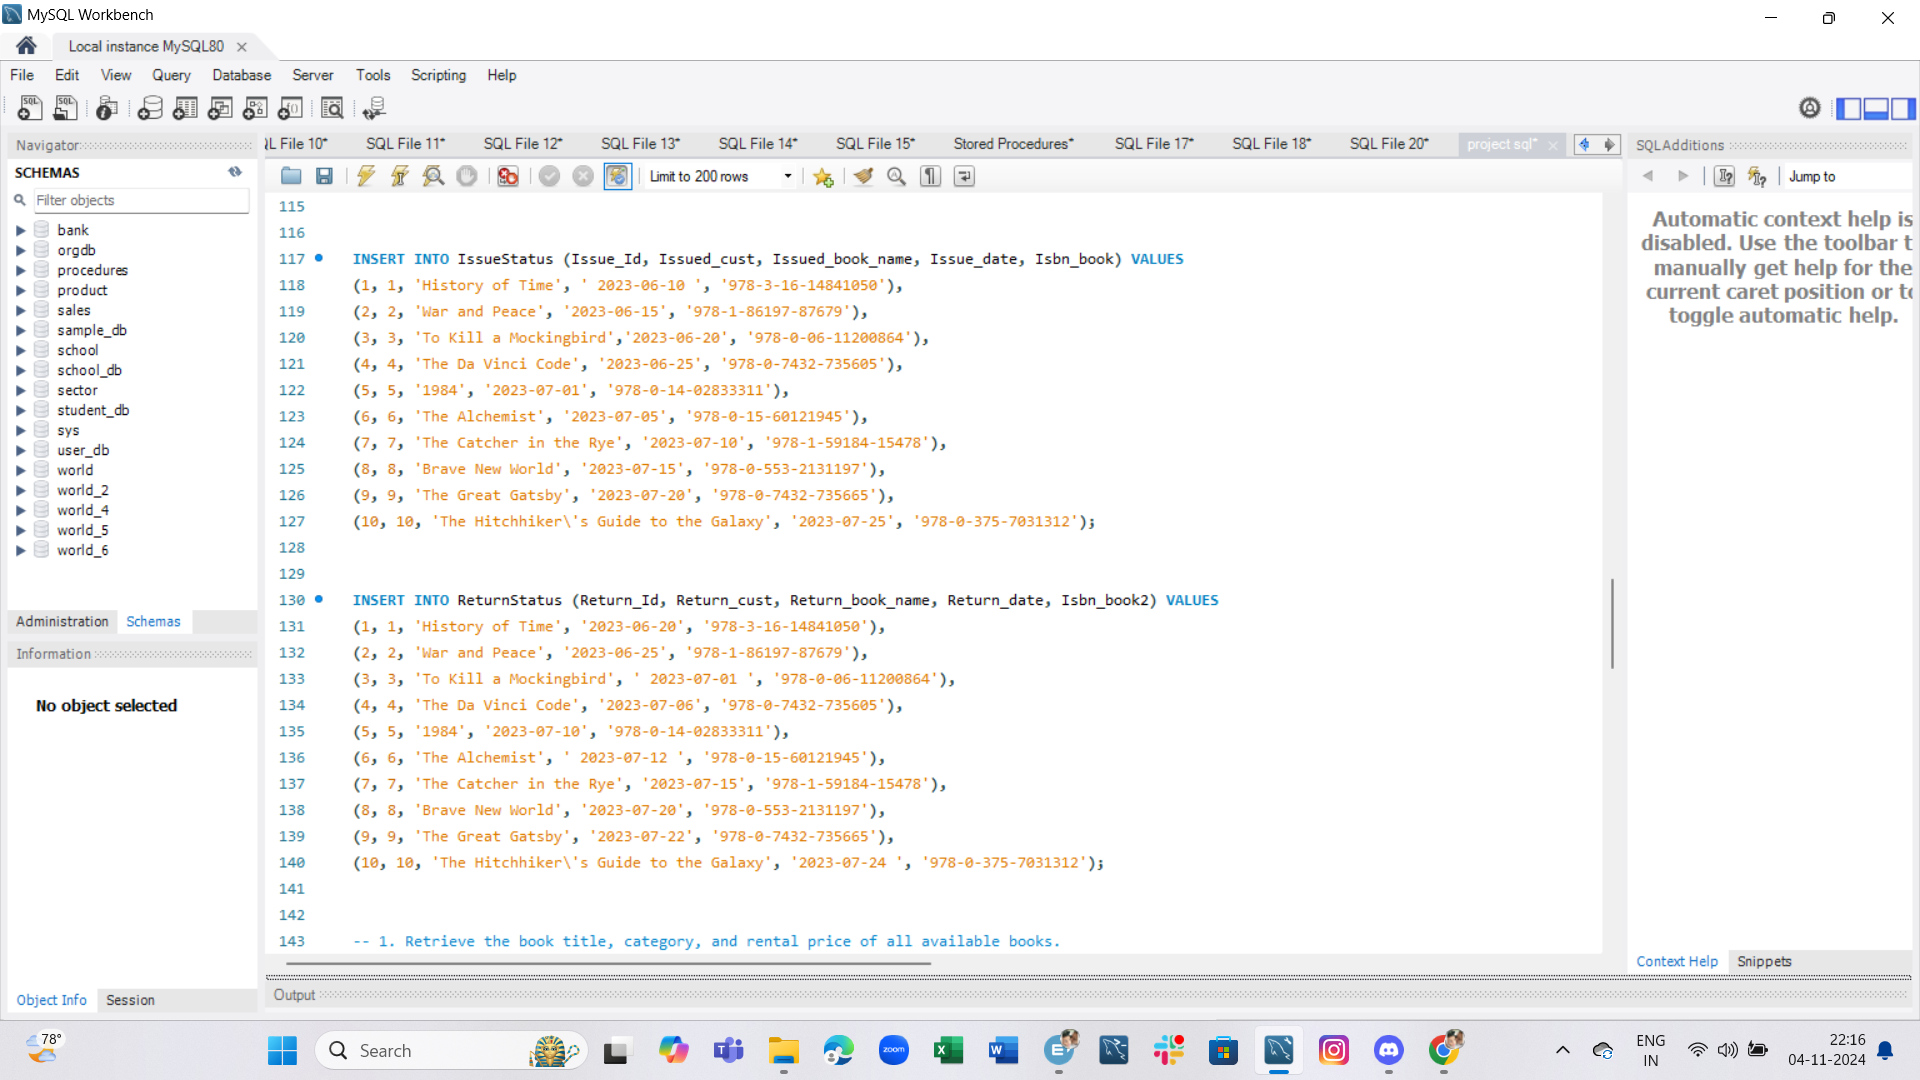 MySQL Workbench
Local instance MySQL80
File Edit View Query Database Server Tools Scripting Help
Navigator
SCHEMAS
Filter objects
bank
orgdb
procedures
product
sales
sample_db
school
school_db
sector
student_db
sys
user_db
world
world_2
world_4
world_5
world_6
Administration Schemas
Information
No object selected
Object Info Session
L File 10* SQL File 11* SQL File 12* SQL File 13* SQL File 14* SQL File 15* Stored Procedures* SQL File 17* SQL File 18* SQL File 20* project sql*
Limit to 200 rows
115
116
117 INSERT INTO IssueStatus (Issue_Id, Issued_cust, Issued_book_name, Issue_date, Isbn_book) VALUES
118 (1, 1, 'History of Time', ' 2023-06-10 ', '978-3-16-14841050'),
119 (2, 2, 'War and Peace', '2023-06-15', '978-1-86197-87679'),
120 (3, 3, 'To Kill a Mockingbird','2023-06-20', '978-0-06-11200864'),
121 (4, 4, 'The Da Vinci Code', '2023-06-25', '978-0-7432-735605'),
122 (5, 5, '1984', '2023-07-01', '978-0-14-02833311'),
123 (6, 6, 'The Alchemist', '2023-07-05', '978-0-15-60121945'),
124 (7, 7, 'The Catcher in the Rye', '2023-07-10', '978-1-59184-15478'),
125 (8, 8, 'Brave New World', '2023-07-15', '978-0-553-2131197'),
126 (9, 9, 'The Great Gatsby', '2023-07-20', '978-0-7432-735665'),
127 (10, 10, 'The Hitchhiker\'s Guide to the Galaxy', '2023-07-25', '978-0-375-7031312');
128
129
130 INSERT INTO ReturnStatus (Return_Id, Return_cust, Return_book_name, Return_date, Isbn_book2) VALUES
131 (1, 1, 'History of Time', '2023-06-20', '978-3-16-14841050'),
132 (2, 2, 'War and Peace', '2023-06-25', '978-1-86197-87679'),
133 (3, 3, 'To Kill a Mockingbird', ' 2023-07-01 ', '978-0-06-11200864'),
134 (4, 4, 'The Da Vinci Code', '2023-07-06', '978-0-7432-735605'),
135 (5, 5, '1984', '2023-07-10', '978-0-14-02833311'),
136 (6, 6, 'The Alchemist', ' 2023-07-12 ', '978-0-15-60121945'),
137 (7, 7, 'The Catcher in the Rye', '2023-07-15', '978-1-59184-15478'),
138 (8, 8, 'Brave New World', '2023-07-20', '978-0-553-2131197'),
139 (9, 9, 'The Great Gatsby', '2023-07-22', '978-0-7432-735665'),
140 (10, 10, 'The Hitchhiker\'s Guide to the Galaxy', '2023-07-24 ', '978-0-375-7031312');
141
142
143 -- 1. Retrieve the book title, category, and rental price of all available books.
Output
SQLAdditions
Jump to
Automatic context help is
disabled. Use the toolbar t
manually get help for the
current caret position or to
toggle automatic help.
Context Help Snippets
78°
Search
zoom
ENG
IN
22:16
04-11-2024